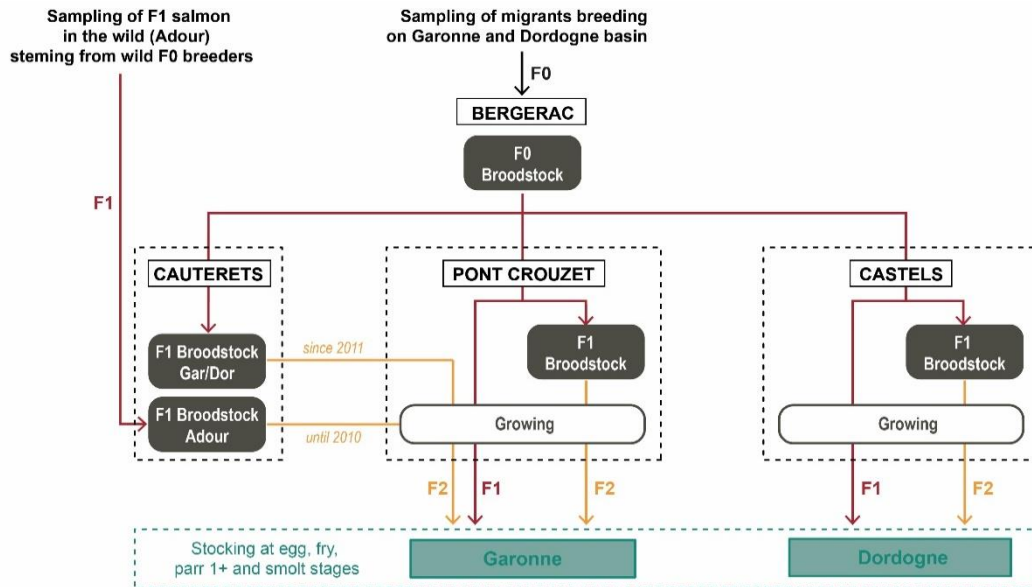 Sampling of F1 salmon
in the wild (Adour)
steming from wild F0 breeders
Sampling of migrants breeding
on Garonne and Dordogne basin
F0
BERGERAC
F0
Broodstock
F1
CAUTERETS
PONT CROUZET
CASTELS
F1 Broodstock
Gar/Dor
since 2011
F1
Broodstock
F1
Broodstock
F1 Broodstock
Adour
until 2010
Growing
Growing
F2
F1
F2
F1
F2
Stocking at egg, fry,
parr 1+ and smolt stages
Garonne
Dordogne